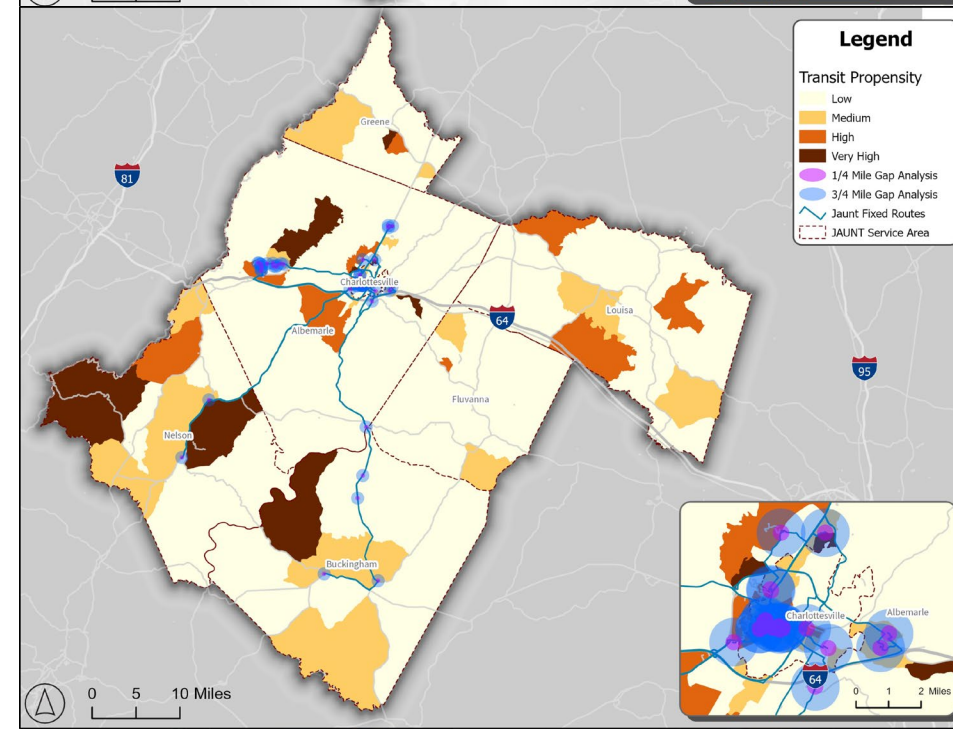 Legend
Transit Propensity
Low
Medium
High
Very High
1/4 Mile Gap Analysis
3/4 Mile Gap Analysis
Jaunt Fixed Routes
JAUNT Service Area
Greene
81
Charlottesville
64
Louisa
Albemarle
95
Fluvanna
Nelson
Buckingham
Charlottesville
Albemarle
64
0 1 2 Miles
0 5 10 Miles